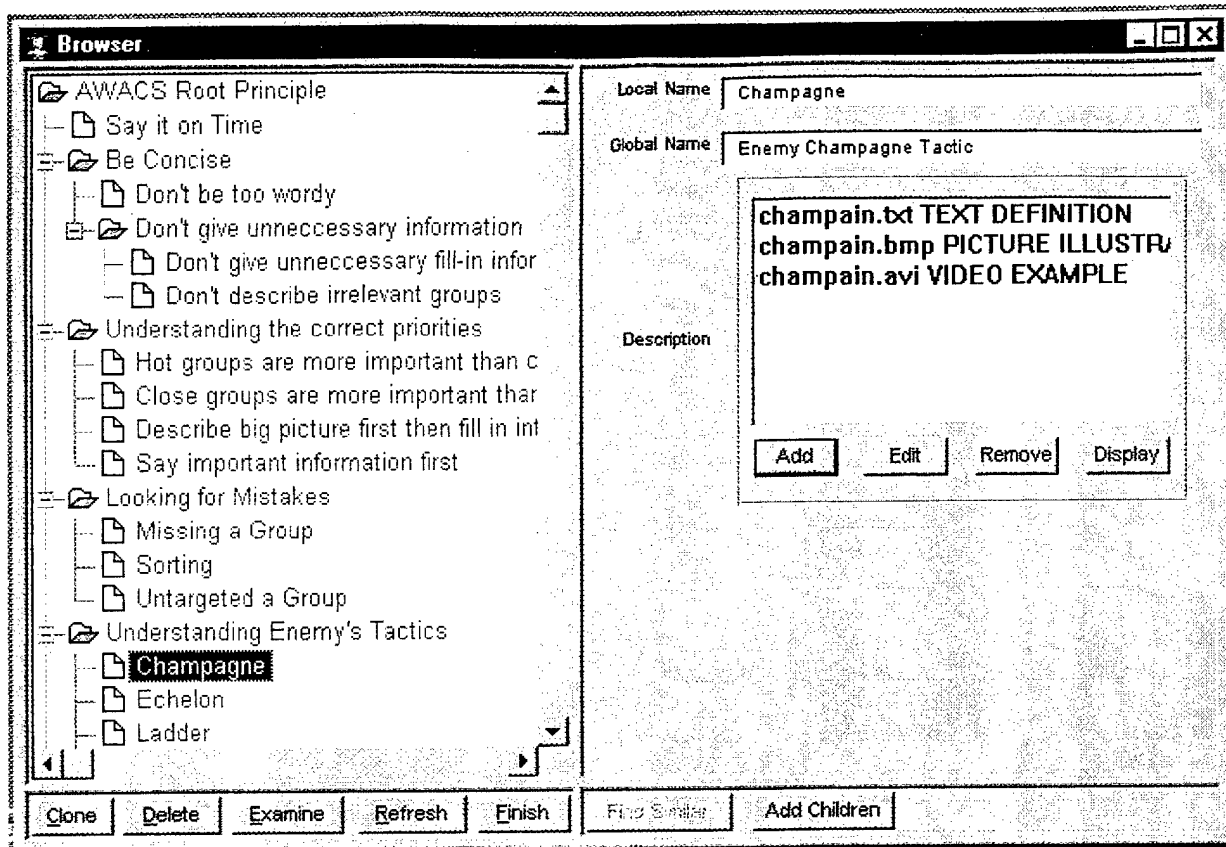 Browser
AWACS Root Principle
Say it on Time
Be Concise
Don't be too wordy
Don't give unneccessary information
Don't give unneccessary fill-in infor
Don't describe irrelevant groups
Understanding the correct priorities
Hot groups are more important than c
Close groups are more important thar
Describe big picture first then fill in int
Say important information first
Looking for Mistakes
Missing a Group
Sorting
Untargeted a Group
Understanding Enemy's Tactics
Champagne
Echelon
Ladder
Clone Delete Examine Refresh Finish
Local Name Champagne
Global Name Enemy Champagne Tactic
Description
champain.txt TEXT DEFINITION
champain.bmp PICTURE ILLUSTRA
champain.avi VIDEO EXAMPLE
Add Edit Remove Display
Find Similar Add Children